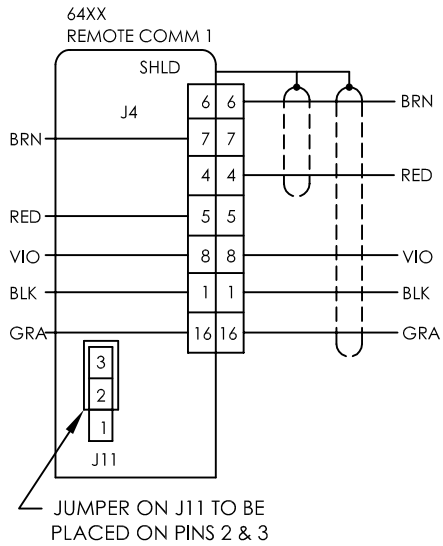 64XX
REMOTE COMM 1
SHLD
J4
6 6 BRN
BRN 7 7
4 4 RED
RED 5 5
VIO 8 8 VIO
BLK 1 1 BLK
GRA 16 16 GRA
3
2
1
J11
JUMPER ON J11 TO BE
PLACED ON PINS 2 & 3